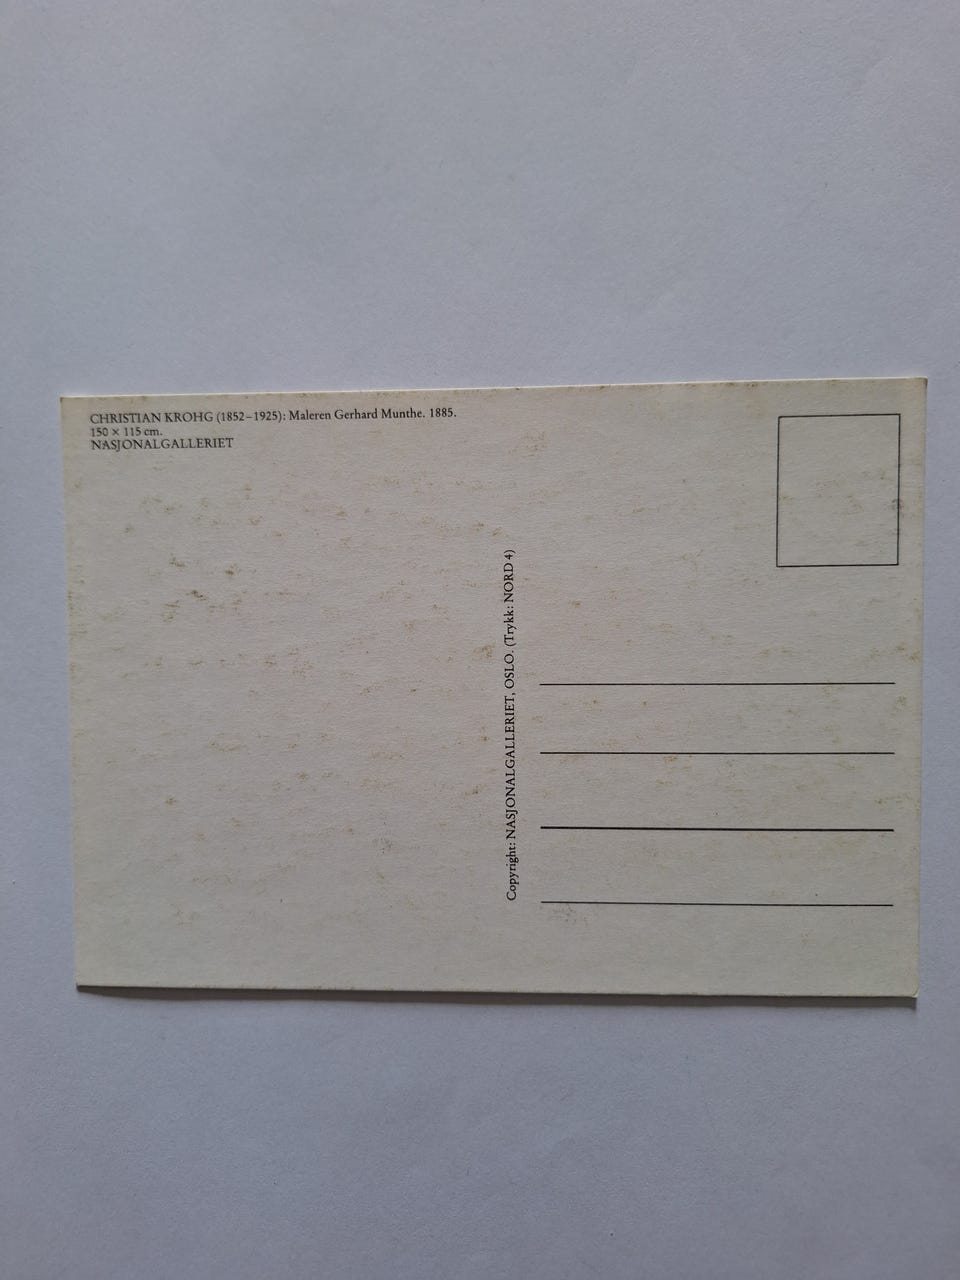 CHRISTIAN KROHG (1852–1925): Maleren Gerhard Munthe. 1885.
150 × 115 cm.
NASJONALGALLERIET
Copyright: NASJONALGALLERIET, OSLO. (Trykk: NORD 4)